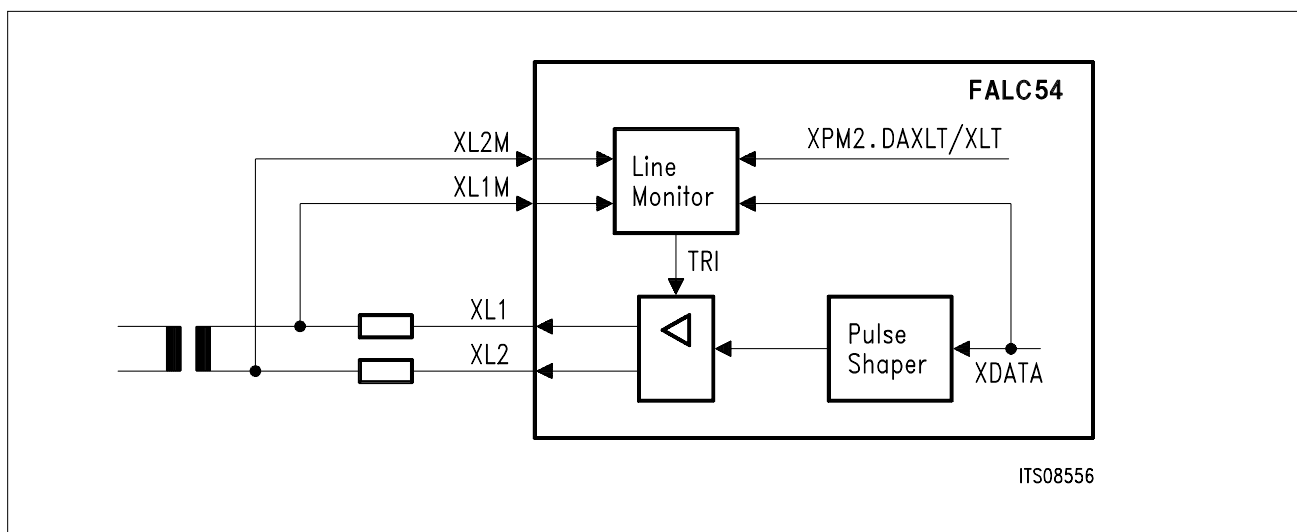 FALC54
XL2M
XPM2.DAXLT/XLT
Line
Monitor
XL1M
TRI
XL1
XL2
Pulse
Shaper
XDATA
ITS08556